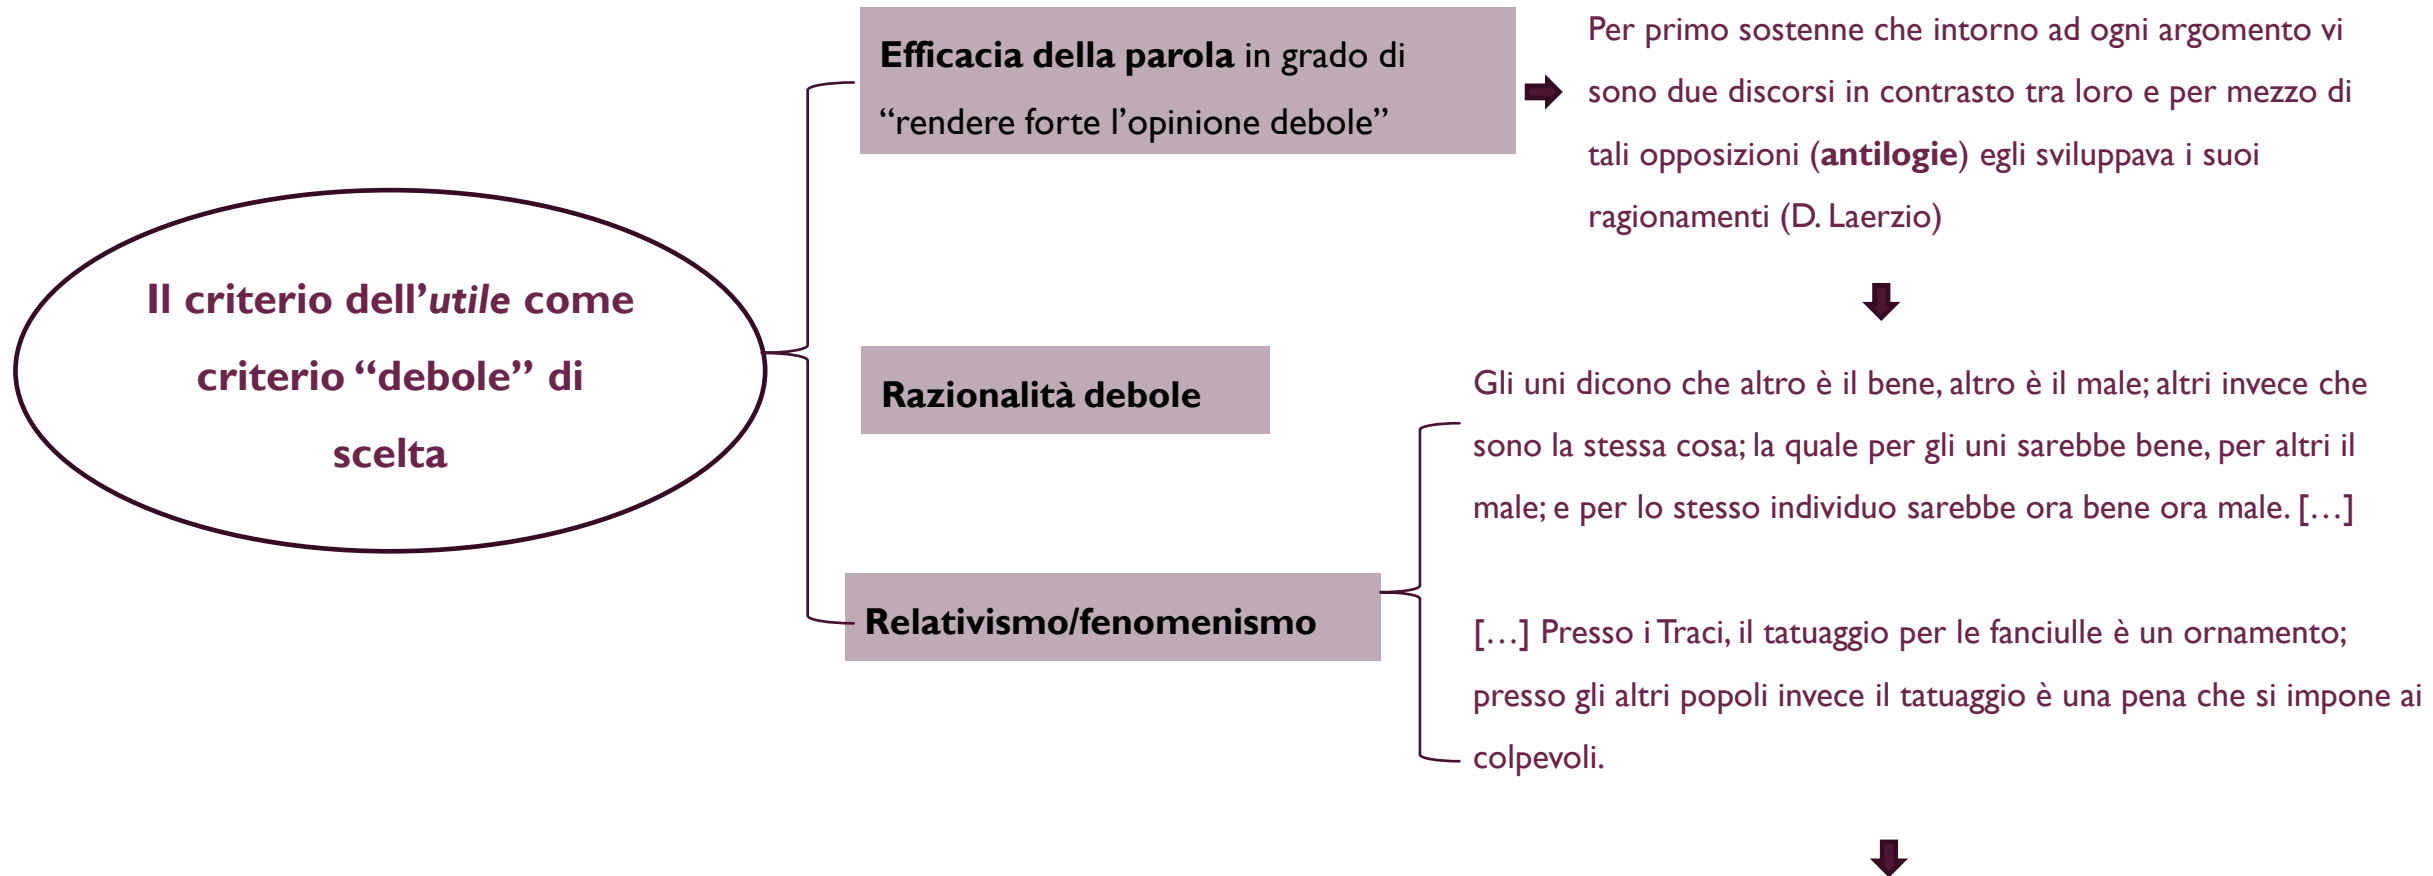 Il criterio dell’utile come
criterio “debole” di
scelta
Efficacia della parola in grado di
“rendere forte l’opinione debole”
Per primo sostenne che intorno ad ogni argomento vi
sono due discorsi in contrasto tra loro e per mezzo di
tali opposizioni (antilogie) egli sviluppava i suoi
ragionamenti (D. Laerzio)
Razionalità debole
Relativismo/fenomenismo
Gli uni dicono che altro è il bene, altro è il male; altri invece che
sono la stessa cosa; la quale per gli uni sarebbe bene, per altri il
male; e per lo stesso individuo sarebbe ora bene ora male. […]
[…] Presso i Traci, il tatuaggio per le fanciulle è un ornamento;
presso gli altri popoli invece il tatuaggio è una pena che si impone ai
colpevoli.